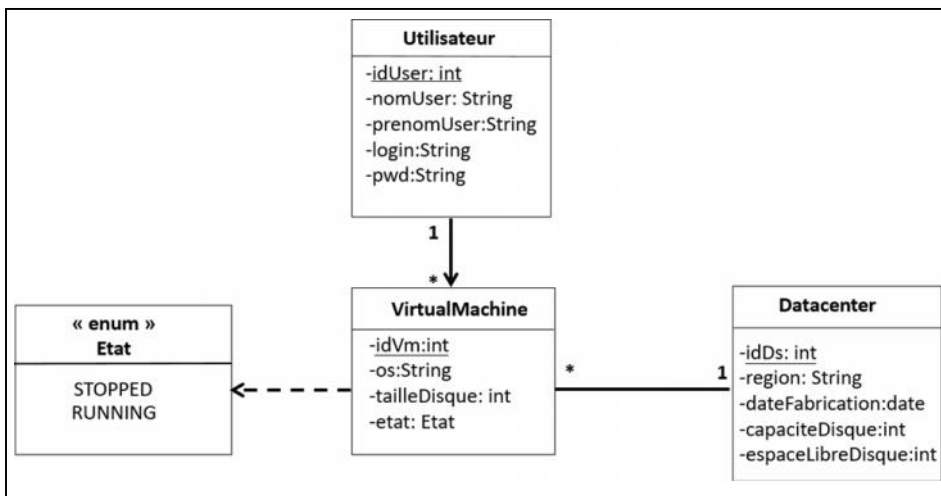 Utilisateur
-idUser: int
-nomUser: String
-prenomUser:String
-login:String
-pwd:String
1
*
« enum »
Etat
STOPPED
RUNNING
VirtualMachine
-idVm:int
-os:String
-tailleDisque: int
-etat: Etat
*
1
Datacenter
-idDs: int
-region: String
-dateFabrication:date
-capaciteDisque:int
-espaceLibreDisque:int